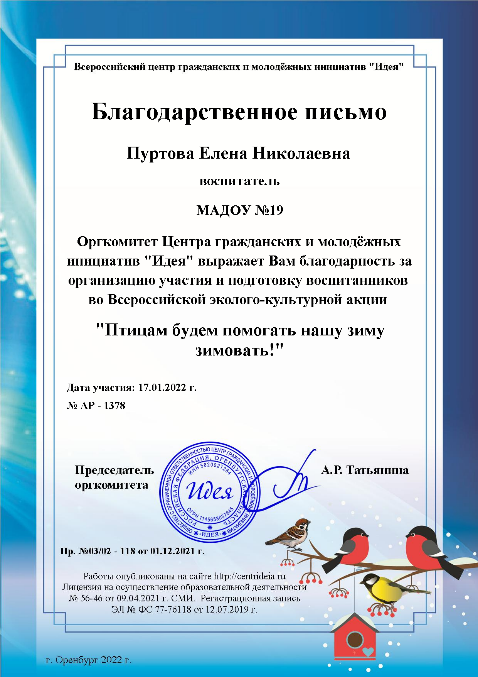 Всероссийский центр гражданских и молодёжных инициатив "Идея"
Благодарственное письмо
Пуртова Елена Николаевна
воспитатель
МАДОУ №19
Оргкомитет Центра гражданских и молодёжных
инициатив "Идея" выражает Вам благодарность за
организацию участия и подготовку воспитанников
во Всероссийской эколого-культурной акции
"Птицам будем помогать нашу зиму
зимовать!"
Дата участия: 17.01.2022 г.
№ АР - 1378
Председатель
оргкомитета
Идея
А.Р. Татьянина
Пр. №03/02 - 118 от 01.12.2021 г.
Работы опубликованы на сайте http://centrideia.ru.
Лицензия на осуществление образовательной деятельности
№ 56-46 от 09.04.2021 г. СМИ. Регистрационная запись
ЭЛ № ФС 77-76118 от 12.07.2019 г.
г. Оренбург 2022 г.